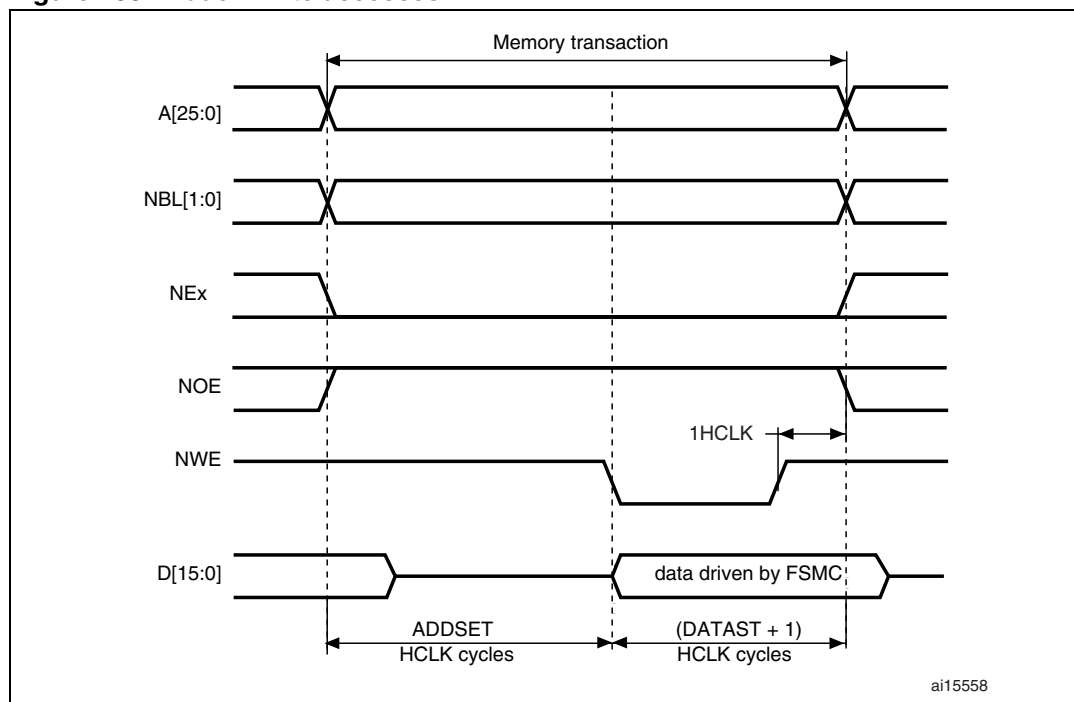 Memory transaction
A[25:0]
NBL[1:0]
NEx
NOE
1HCLK
NWE
D[15:0]
data driven by FSMC
ADDSET
HCLK cycles
(DATAST + 1)
HCLK cycles
ai15558